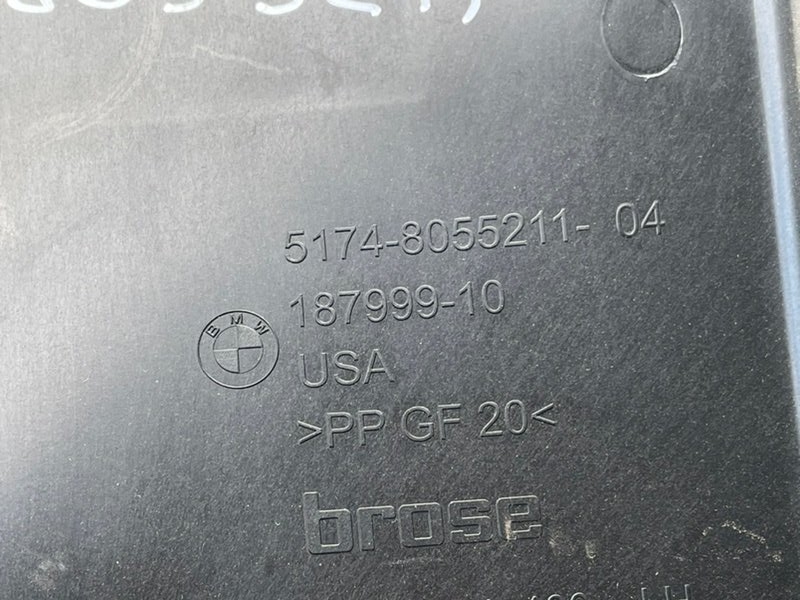 5174-8055211- 04
187999-10
BMW
USA
>PP GF 20<
brose